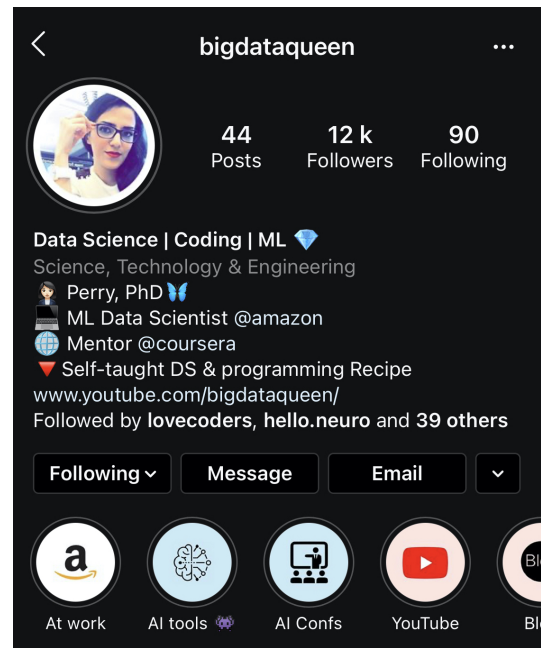 bigdataqueen
44 12 k 90
Posts Followers Following
Data Science | Coding | ML 💎
Science, Technology & Engineering
👩🏻‍💼 Perry, PhD🦋
💻 ML Data Scientist @amazon
🌐 Mentor @coursera
🔻Self-taught DS & programming Recipe
www.youtube.com/bigdataqueen/
Followed by lovecoders, hello.neuro and 39 others
Following Message Email
a
At work AI tools 👾 AI Confs YouTube